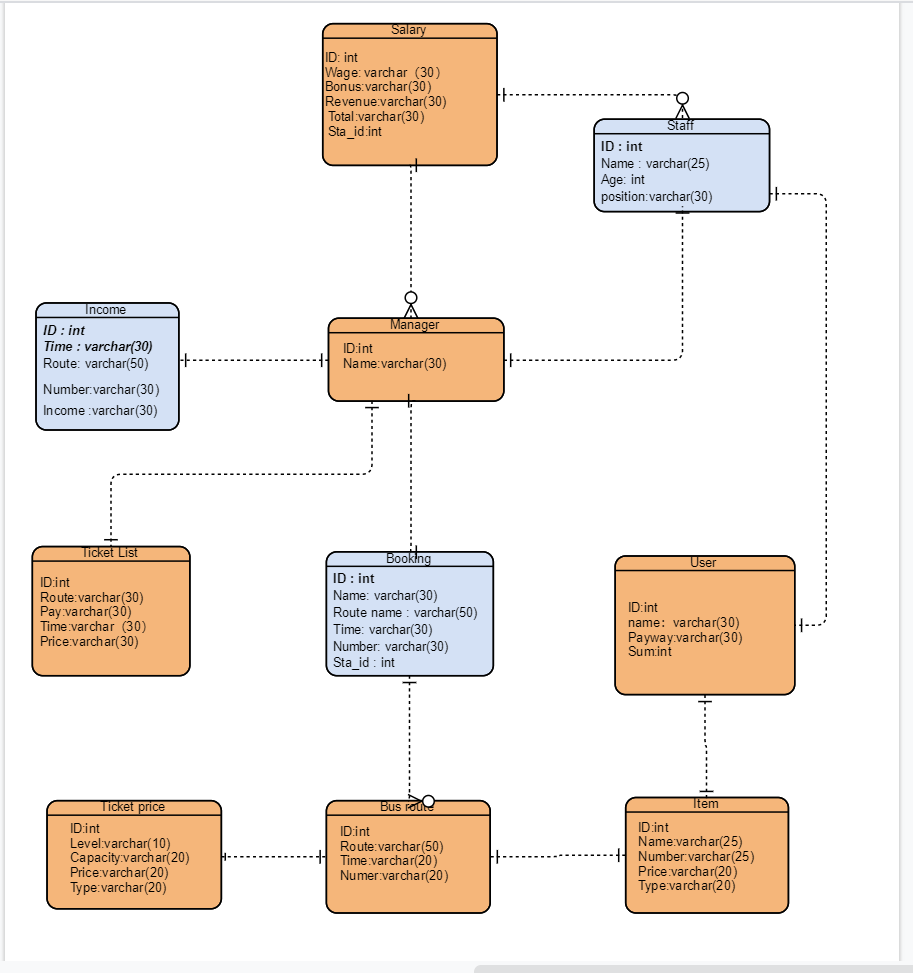 Salary
ID: int
Wage: varchar（30）
Bonus:varchar(30)
Revenue:varchar(30)
Total:varchar(30)
Sta_id:int
Staff
ID : int
Name : varchar(25)
Age: int
position:varchar(30)
Income
ID : int
Time : varchar(30)
Route: varchar(50)
Number:varchar(30)
Income :varchar(30)
Manager
ID:int
Name:varchar(30)
Ticket List
ID:int
Route:varchar(30)
Pay:varchar(30)
Time:varchar（30）
Price:varchar(30)
Booking
ID : int
Name: varchar(30)
Route name : varchar(50)
Time: varchar(30)
Number: varchar(30)
Sta_id : int
User
ID:int
name：varchar(30)
Payway:varchar(30)
Sum:int
Ticket price
ID:int
Level:varchar(10)
Capacity:varchar(20)
Price:varchar(20)
Type:varchar(20)
Bus route
ID:int
Route:varchar(50)
Time:varchar(20)
Numer:varchar(20)
Item
ID:int
Name:varchar(25)
Number:varchar(25)
Price:varchar(20)
Type:varchar(20)